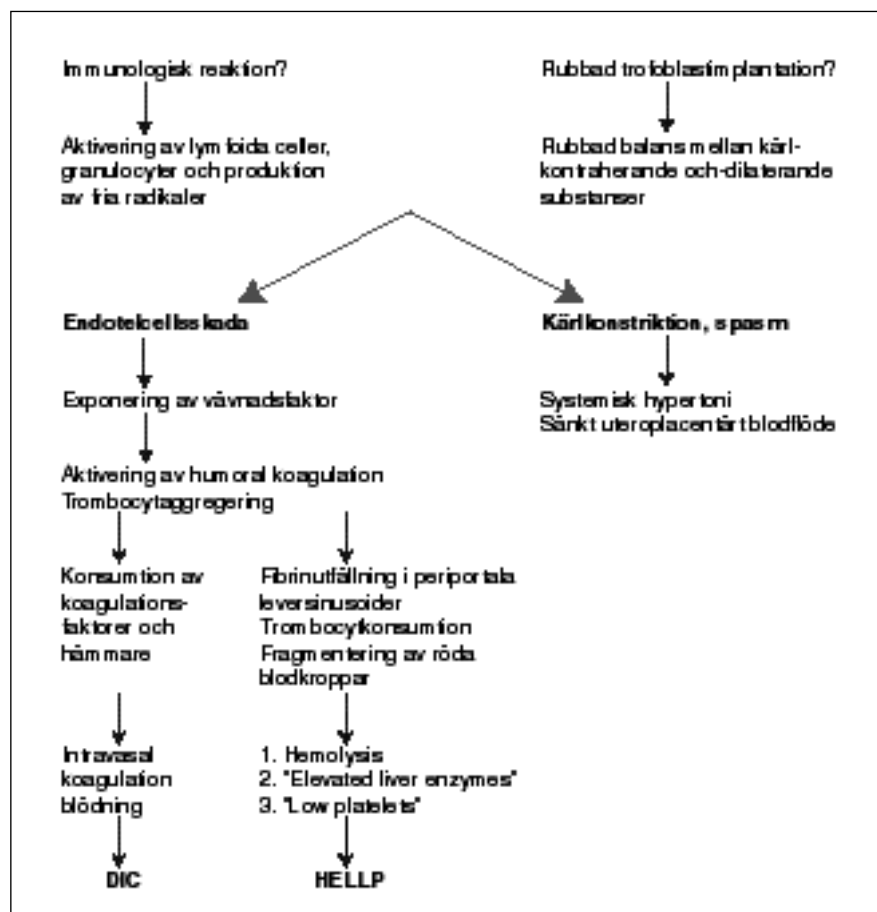 Immunologisk reaktion?
Rubbad trofoblastimplantation?
Aktivering av lymfoida celler,
granulocyter och produktion
av fria radikaler
Rubbad balans mellan kärl-
kontraherande och-dilaterande
substanser
Endotelcellsskada
Kärlkonstriktion, spasm
Exponering av vävnadsfaktor
Systemisk hypertoni
Sänkt uteroplacentärt blodflöde
Aktivering av humoral koagulation
Trombocytaggregering
Konsumtion av
koagulations-
faktorer och
hämmare
Fibrinutfällning i periportala
leversinusoider
Trombocytkonsumtion
Fragmentering av röda
blodkroppar
Intravasal
koagulation
blödning
1. Hemolysis
2. "Elevated liver enzymes"
3. "Low platelets"
DIC
HELLP